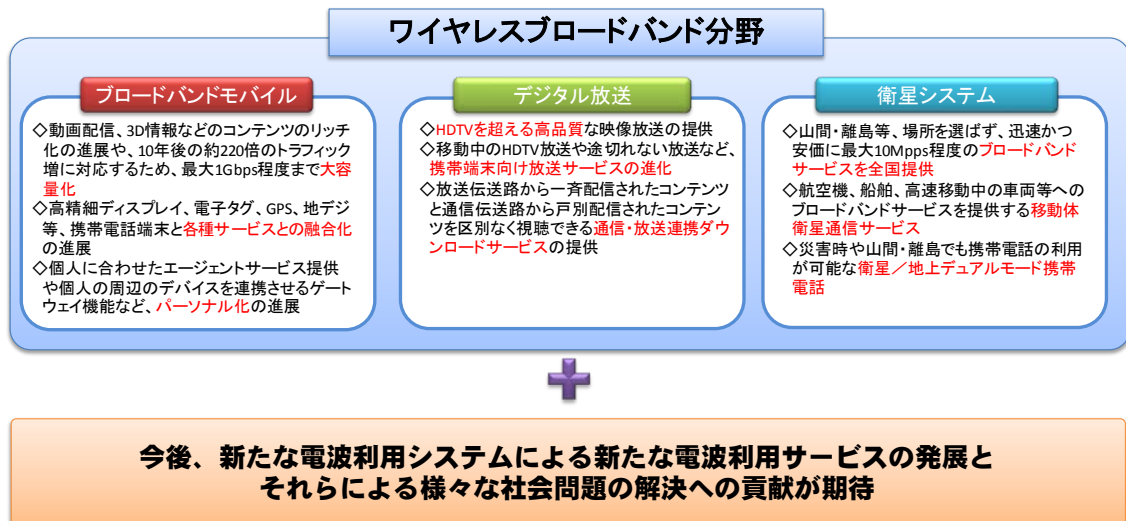 ワイヤレスブロードバンド分野
ブロードバンドモバイル
◇動画配信、3D情報などのコンテンツのリッチ
化の進展や、10年後の約220倍のトラフィック
増に対応するため、最大1Gbps程度まで大容
量化
◇高精細ディスプレイ、電子タグ、GPS、地デジ
等、携帯電話端末と各種サービスとの融合化
の進展
◇個人に合わせたエージェントサービス提供
や個人の周辺のデバイスを連携させるゲート
ウェイ機能など、パーソナル化の進展
デジタル放送
◇HDTVを超える高品質な映像放送の提供
◇移動中のHDTV放送や途切れない放送など、
携帯端末向け放送サービスの進化
◇放送伝送路から一斉配信されたコンテンツ
と通信伝送路から戸別配信されたコンテン
ツを区別なく視聴できる通信・放送連携ダウ
ンロードサービスの提供
衛星システム
◇山間・離島等、場所を選ばず、迅速かつ
安価に最大10Mpps程度のブロードバンド
サービスを全国提供
◇航空機、船舶、高速移動中の車両等への
ブロードバンドサービスを提供する移動体
衛星通信サービス
◇災害時や山間・離島でも携帯電話の利用
が可能な衛星／地上デュアルモード携帯
電話
今後、新たな電波利用システムによる新たな電波利用サービスの発展と
それらによる様々な社会問題の解決への貢献が期待